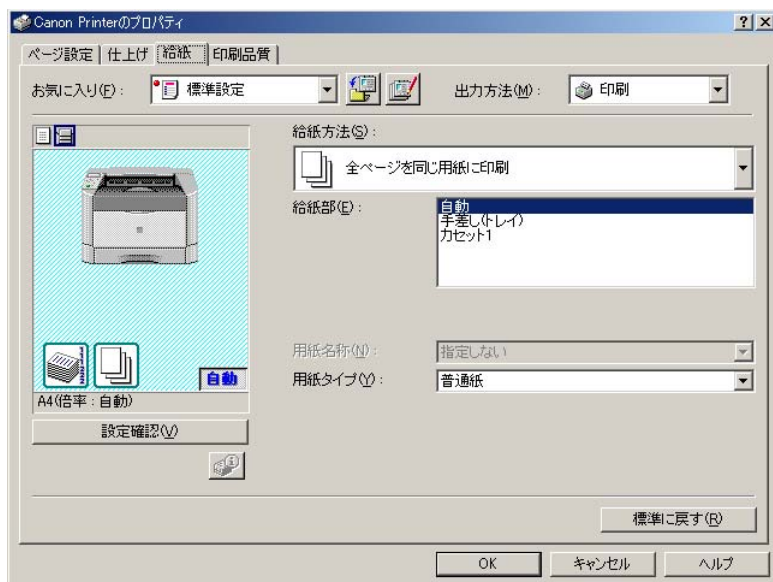 Canon Printerのプロパティ
ページ設定 仕上げ 給紙 印刷品質
お気に入り(F): 標準設定 出力方法(M): 印刷
給紙方法(S):
全ページを同じ用紙に印刷
給紙部(E): 自動
手差し(トレイ)
カセット1
自動
A4(倍率:自動)
用紙名称(N): 指定しない
用紙タイプ(Y): 普通紙
設定確認(V)
標準に戻す(R)
OK キャンセル ヘルプ